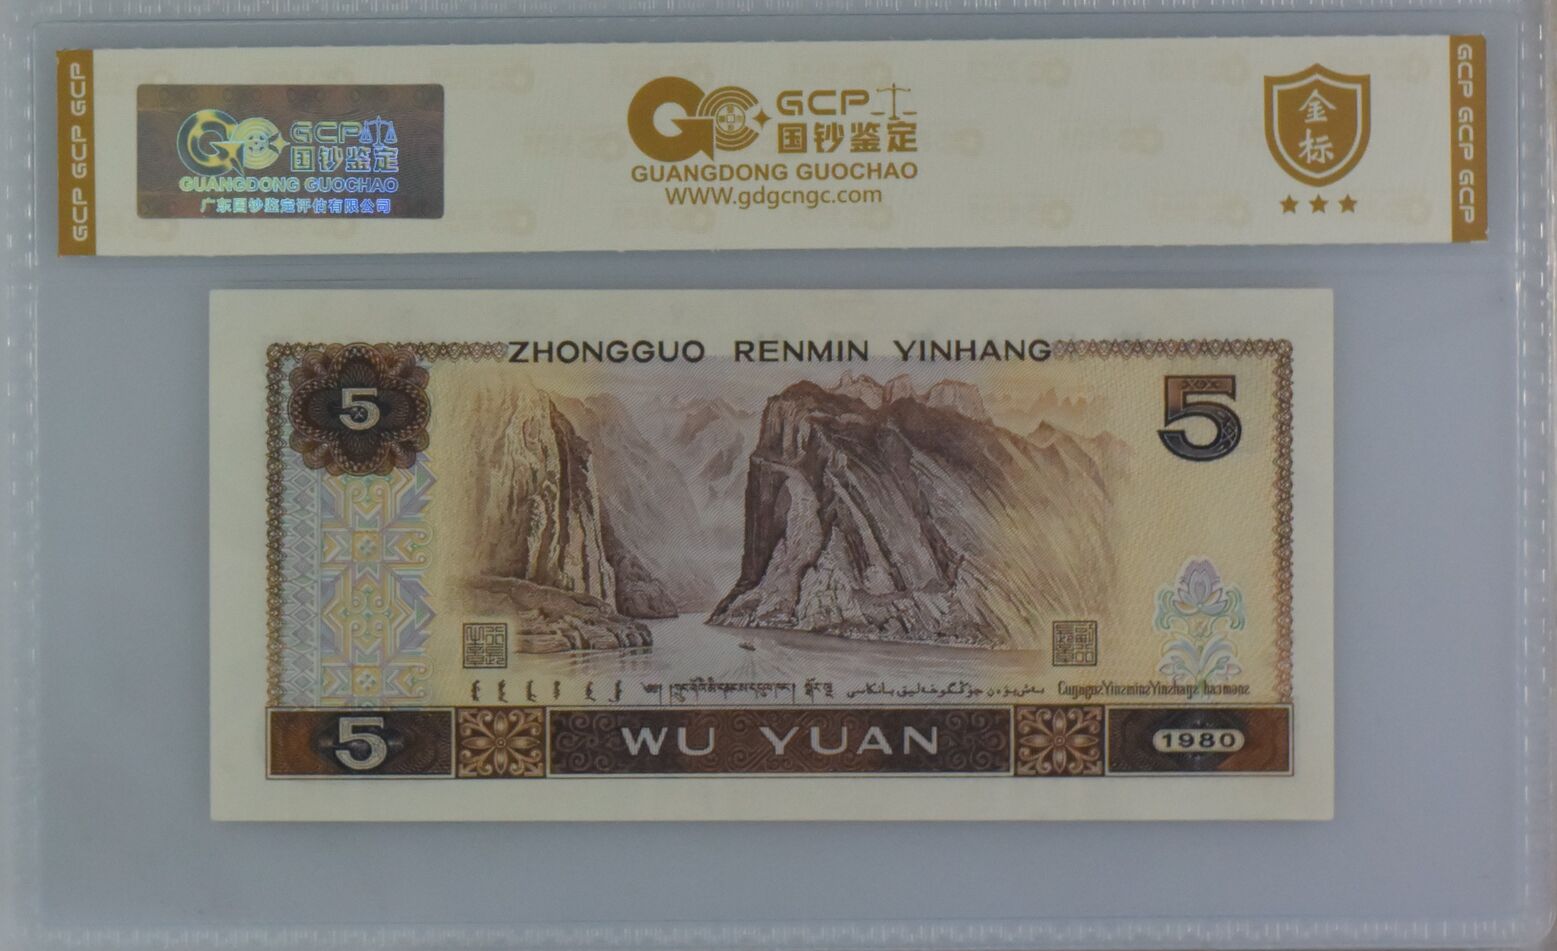 GCP GCP GCP
GCP
国钞鉴定
GUANGDONG GUOCHAO
广东国钞鉴定评估有限公司
GCP
国钞鉴定
GUANGDONG GUOCHAO
WWW.gdgcngc.com
金标
GCP GCP GCP
ZHONGGUO RENMIN YINHANG
5
5
5
WU YUAN
1980